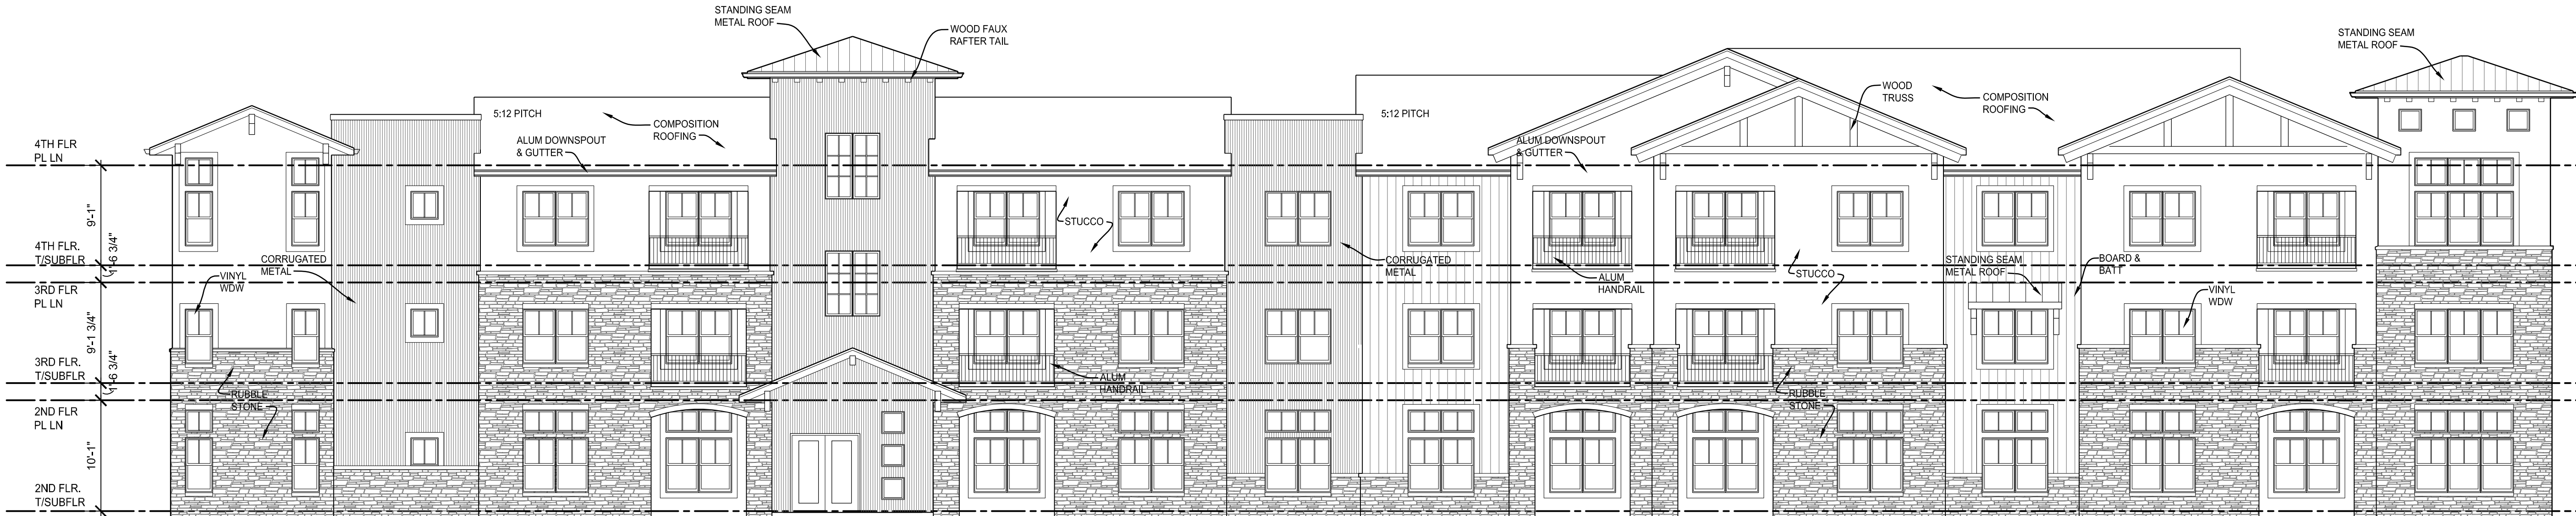 STANDING SEAM
METAL ROOF
WOOD FAUX
RAFTER TAIL
STANDING SEAM
METAL ROOF
WOOD
TRUSS
COMPOSITION
ROOFING
5:12 PITCH
COMPOSITION
ROOFING
5:12 PITCH
ALUM DOWNSPOUT
& GUTTER
ALUM DOWNSPOUT
& GUTTER
4TH FLR
PL LN
9'-1"
STUCCO
4TH FLR.
T/SUBFLR
1'-6 3/4"
CORRUGATED
METAL
VINYL
WDW
CORRUGATED
METAL
ALUM
HANDRAIL
STUCCO
STANDING SEAM
METAL ROOF
BOARD &
BATT
VINYL
WDW
3RD FLR
PL LN
9'-1 3/4"
3RD FLR.
T/SUBFLR
1'-6 3/4"
ALUM
HANDRAIL
RUBBLE
STONE
RUBBLE
STONE
2ND FLR
PL LN
10'-1"
2ND FLR.
T/SUBFLR